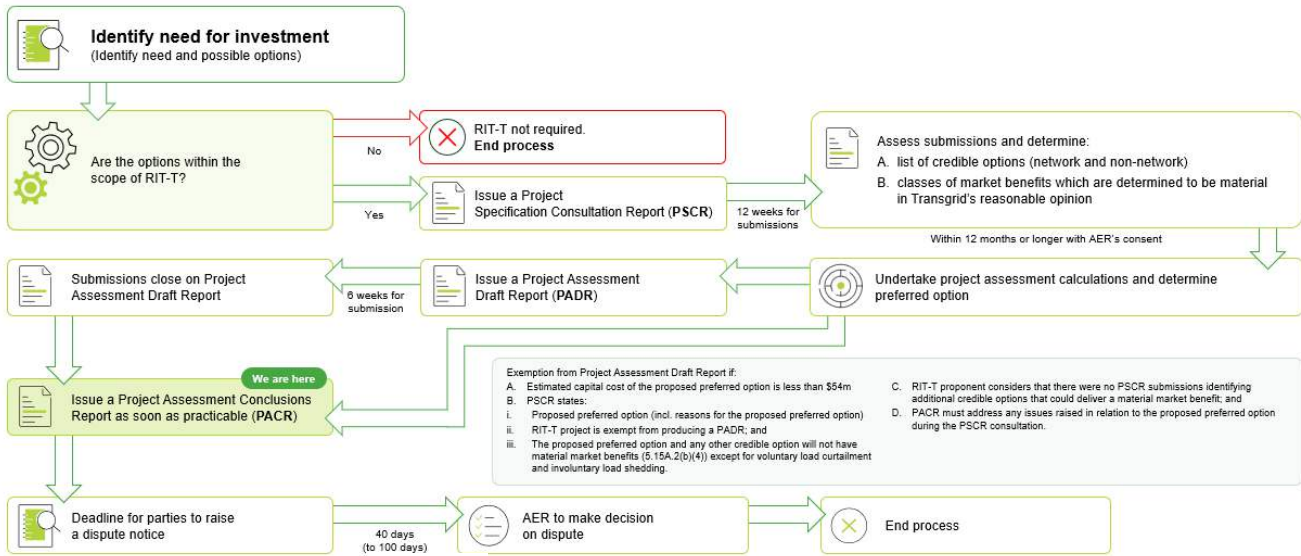 Identify need for investment
(Identify need and possible options)
Are the options within the
scope of RIT-T?
No
RIT-T not required.
End process
Yes
Issue a Project
Specification Consultation Report (PSCR)
12 weeks for
submissions
Assess submissions and determine:
A. list of credible options (network and non-network)
B. classes of market benefits which are determined to be material
in Transgrid's reasonable opinion
Within 12 months or longer with AER's consent
Undertake project assessment calculations and determine
preferred option
Issue a Project Assessment
Draft Report (PADR)
6 weeks for
submission
Submissions close on Project
Assessment Draft Report
We are here
Issue a Project Assessment Conclusions
Report as soon as practicable (PACR)
Exemption from Project Assessment Draft Report if:
A. Estimated capital cost of the proposed preferred option is less than $54m
B. PSCR states:
i. Proposed preferred option (incl. reasons for the proposed preferred option)
ii. RIT-T project is exempt from producing a PADR; and
iii. The proposed preferred option and any other credible option will not have
material market benefits (5.15A.2(b)(4)) except for voluntary load curtailment
and involuntary load shedding.
C. RIT-T proponent considers that there were no PSCR submissions identifying
additional credible options that could deliver a material market benefit; and
D. PACR must address any issues raised in relation to the proposed preferred option
during the PSCR consultation.
Deadline for parties to raise
a dispute notice
40 days
(to 100 days)
AER to make decision
on dispute
End process